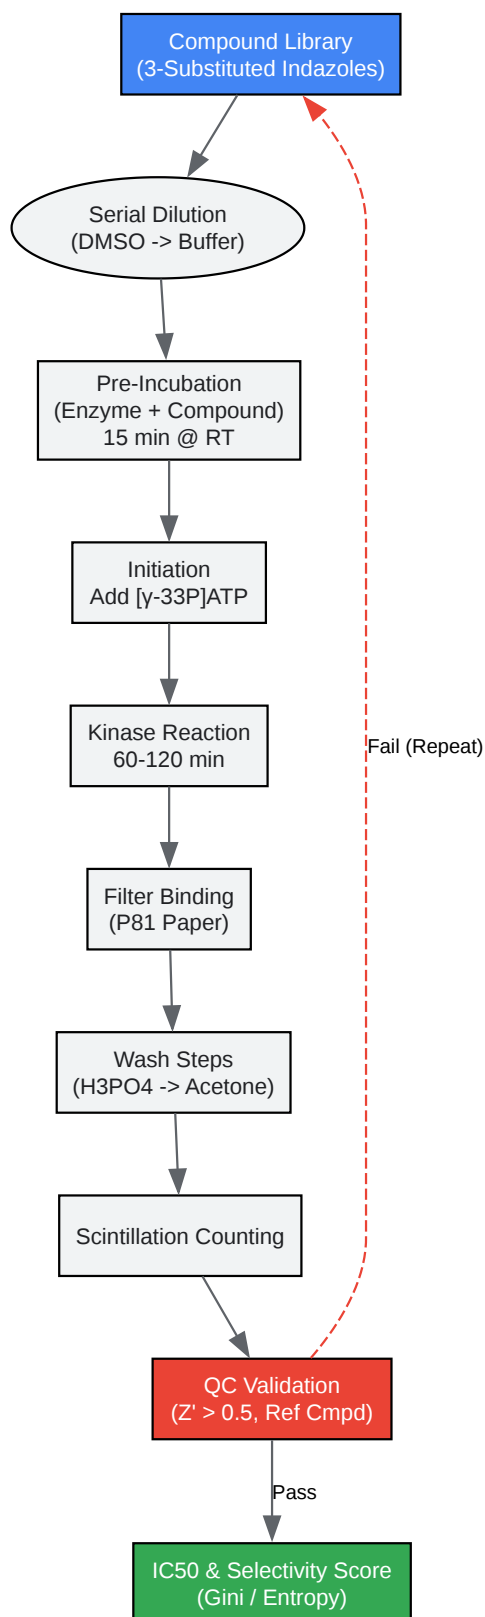 Compound Library
(3-Substituted Indazoles)
Serial Dilution
(DMSO -> Buffer)
Pre-Incubation
(Enzyme + Compound)
15 min @ RT
Initiation
Add [γ-33P]ATP
Kinase Reaction
60-120 min
Fail (Repeat)
Filter Binding
(P81 Paper)
Wash Steps
(H3PO4 -> Acetone)
Scintillation Counting
QC Validation
(Z' > 0.5, Ref Cmpd)
Pass
IC50 & Selectivity Score
(Gini / Entropy)